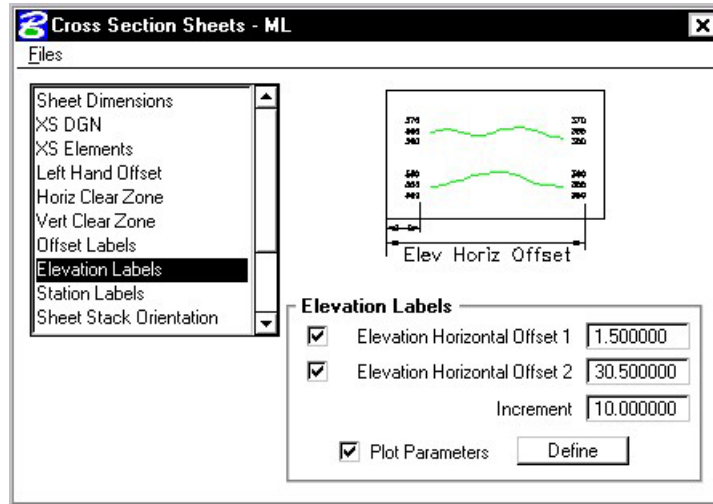 Cross Section Sheets - ML
Files
Sheet Dimensions
XS DGN
XS Elements
Left Hand Offset
Horiz Clear Zone
Vert Clear Zone
Offset Labels
Elevation Labels
Station Labels
Sheet Stack Orientation
Elev Horiz Offset
Elevation Labels
Elevation Horizontal Offset 1 1.500000
Elevation Horizontal Offset 2 30.500000
Increment 10.000000
Plot Parameters Define